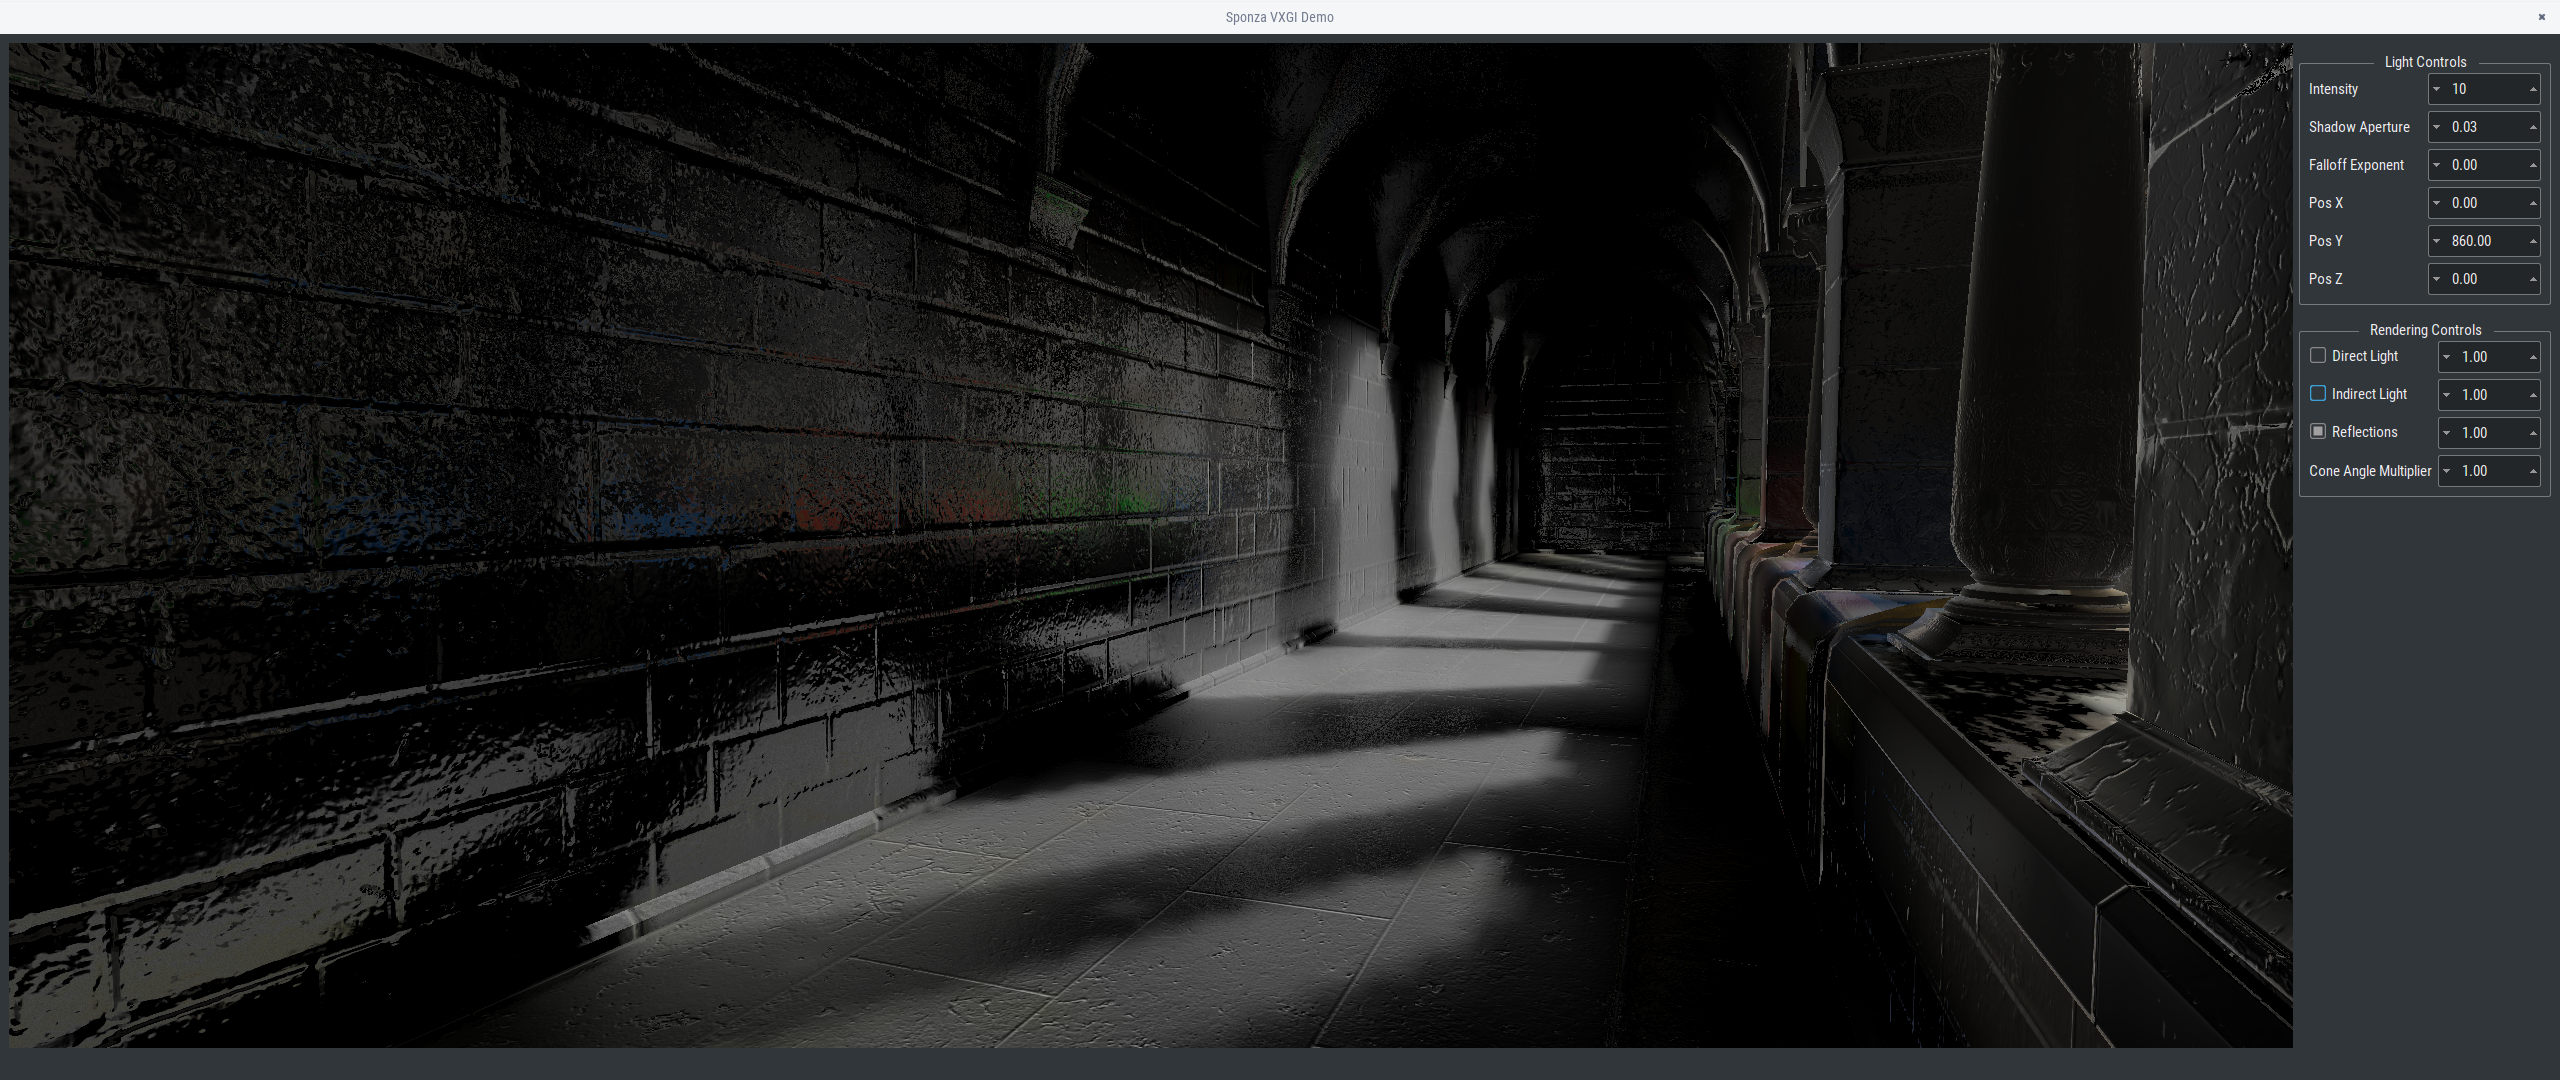 Sponza VXGI Demo
Light Controls
Intensity 10
Shadow Aperture 0.03
Falloff Exponent 0.00
Pos X 0.00
Pos Y 860.00
Pos Z 0.00
Rendering Controls
Direct Light 1.00
Indirect Light 1.00
Reflections 1.00
Cone Angle Multiplier 1.00